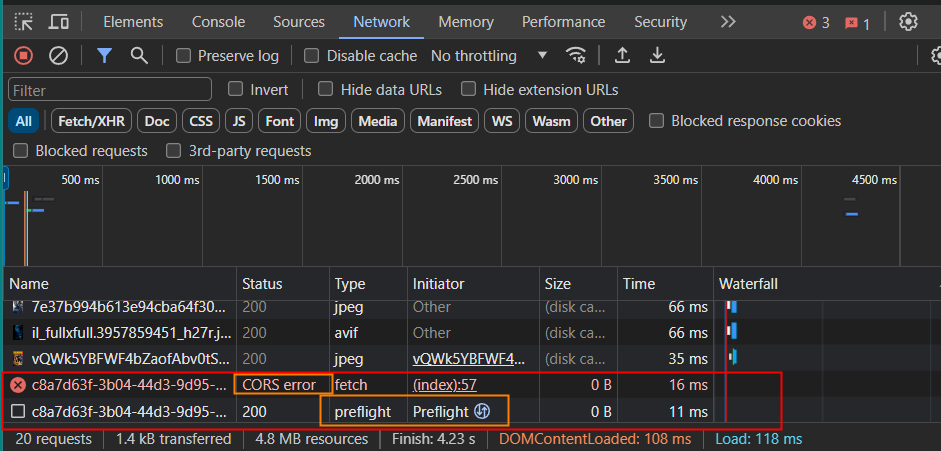 Elements Console Sources Network Memory Performance Security 3 1
Preserve log Disable cache No throttling
Filter Invert Hide data URLs Hide extension URLs
All Fetch/XHR Doc CSS JS Font Img Media Manifest WS Wasm Other Blocked response cookies
Blocked requests 3rd-party requests
500 ms 1000 ms 1500 ms 2000 ms 2500 ms 3000 ms 3500 ms 4000 ms 4500 ms
Name Status Type Initiator Size Time Waterfall
7e37b994b613e94cba64f30... 200 jpeg Other (disk ca... 66 ms
il_fullxfull.3957859451_h27r.j... 200 avif Other (disk ca... 66 ms
vQWk5YBFWF4bZaofAbv0tS... 200 jpeg vQWk5YBFWF4... (disk ca... 35 ms
c8a7d63f-3b04-44d3-9d95-... CORS error fetch (index):57 0 B 16 ms
c8a7d63f-3b04-44d3-9d95-... 200 preflight Preflight 0 B 11 ms
20 requests 1.4 kB transferred 4.8 MB resources Finish: 4.23 s DOMContentLoaded: 108 ms Load: 118 ms